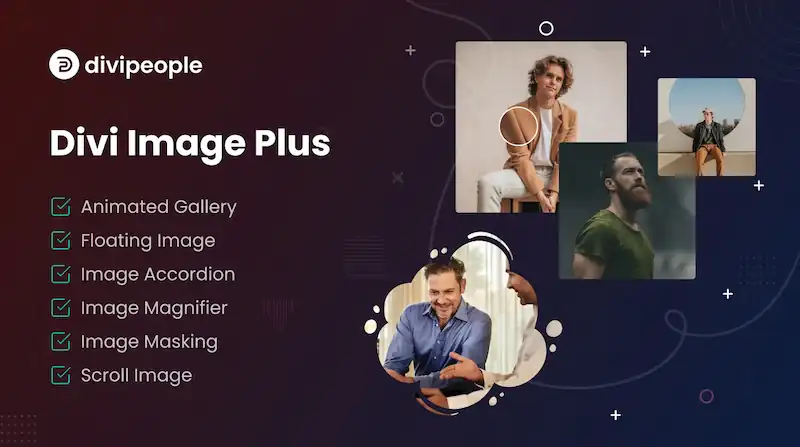 divipeople
Divi Image Plus
Animated Gallery
Floating Image
Image Accordion
Image Magnifier
Image Masking
Scroll Image